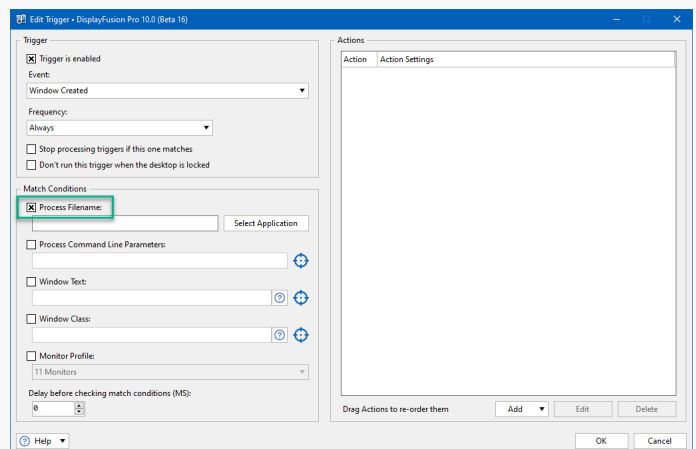 Edit Trigger • DisplayFusion Pro 10.0 (Beta 16)
Trigger
Trigger is enabled
Event:
Window Created
Frequency:
Always
Stop processing triggers if this one matches
Don't run this trigger when the desktop is locked
Match Conditions
Process Filename:
Select Application
Process Command Line Parameters:
Window Text:
Window Class:
Monitor Profile:
11 Monitors
Delay before checking match conditions (MS):
0
Help
Actions
Action Action Settings
Drag Actions to re-order them Add Edit Delete
OK Cancel